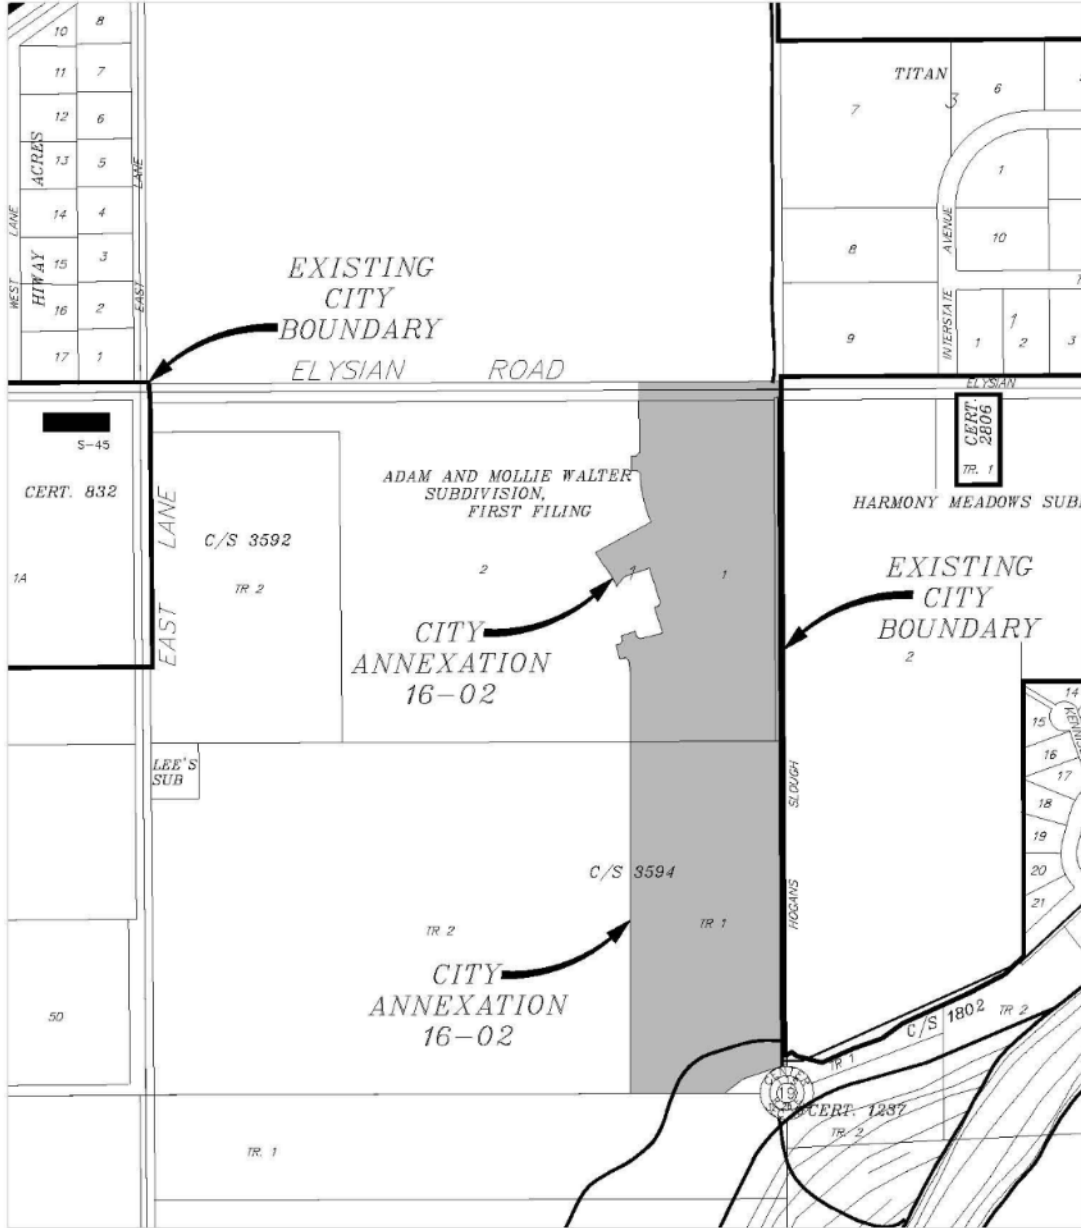 10
8
11
7
12
6
13
5
14
4
15
3
16
2
17
1
HIWAY ACRES
WEST LANE
EAST LANE
TITAN
3
7
6
1
8
10
9
1
1
2
3
INTERSTATE AVENUE
EXISTING
CITY
BOUNDARY
ELYSIAN ROAD
ELYSIAN
S-45
CERT. 832
1A
EAST LANE
C/S 3592
TR 2
ADAM AND MOLLIE WALTER
SUBDIVISION,
FIRST FILING
2
1
1
CERT.
2806
TR. 1
HARMONY MEADOWS SUB
EXISTING
CITY
BOUNDARY
2
CITY
ANNEXATION
16-02
LEE'S
SUB
HOGANS SLOUGH
14
15
16
17
18
19
20
21
C/S 3594
TR 2
TR 1
CITY
ANNEXATION
16-02
50
C/S 1802
TR 2
TR 1
CENTER
19
CERT. 1237
TR. 2
TR. 1